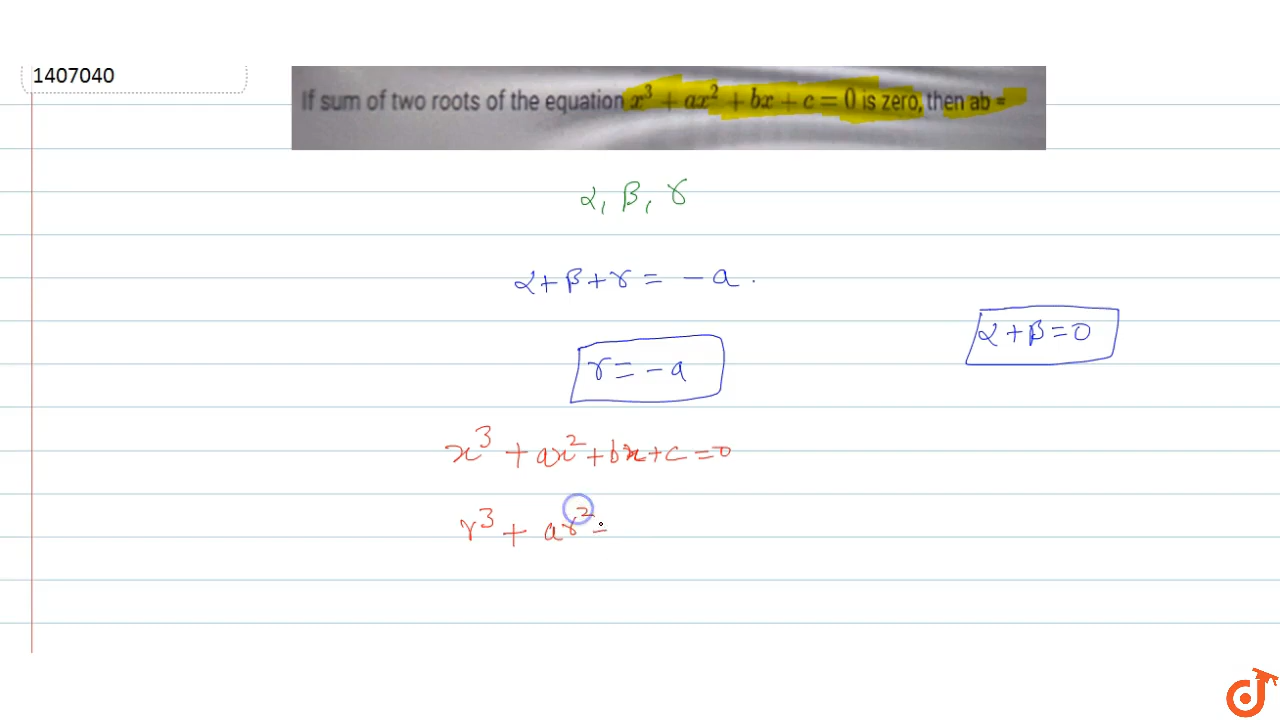 1407040
If sum of two roots of the equation x³ + ax² + bx + c = 0 is zero, then ab =
α, β, γ
α + β + γ = -a .
α + β = 0
γ = -a
x³ + ax² + bx + c = 0
γ³ + aγ² =